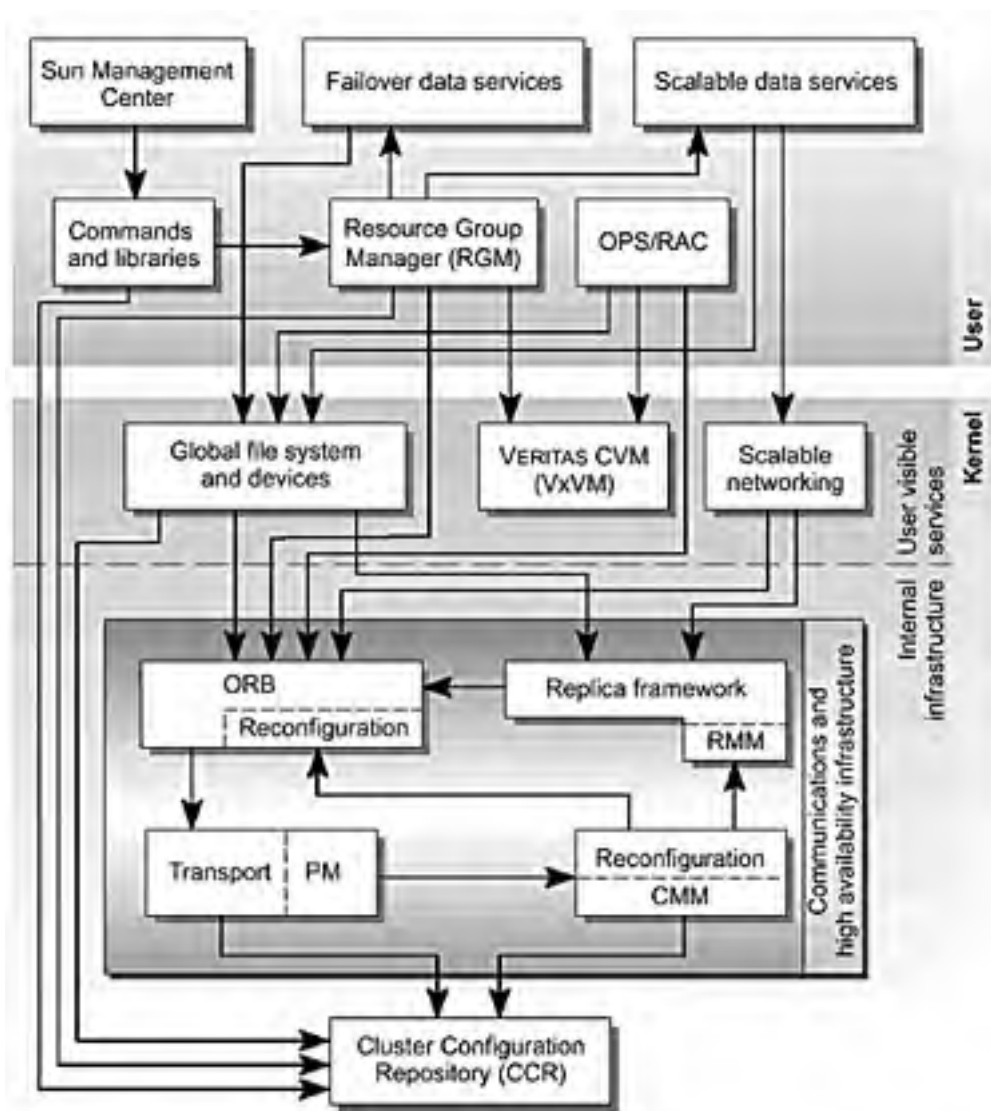 Sun Management
Center
Failover data services
Scalable data services
Commands
and libraries
Resource Group
Manager (RGM)
OPS/RAC
User
Global file system
and devices
VERITAS CVM
(VxVM)
Scalable
networking
User visible
services
Kernel
Internal
infrastructure
ORB
Reconfiguration
Replica framework
RMM
Transport
PM
Reconfiguration
CMM
Communications and
high availability infrastructure
Cluster Configuration
Repository (CCR)